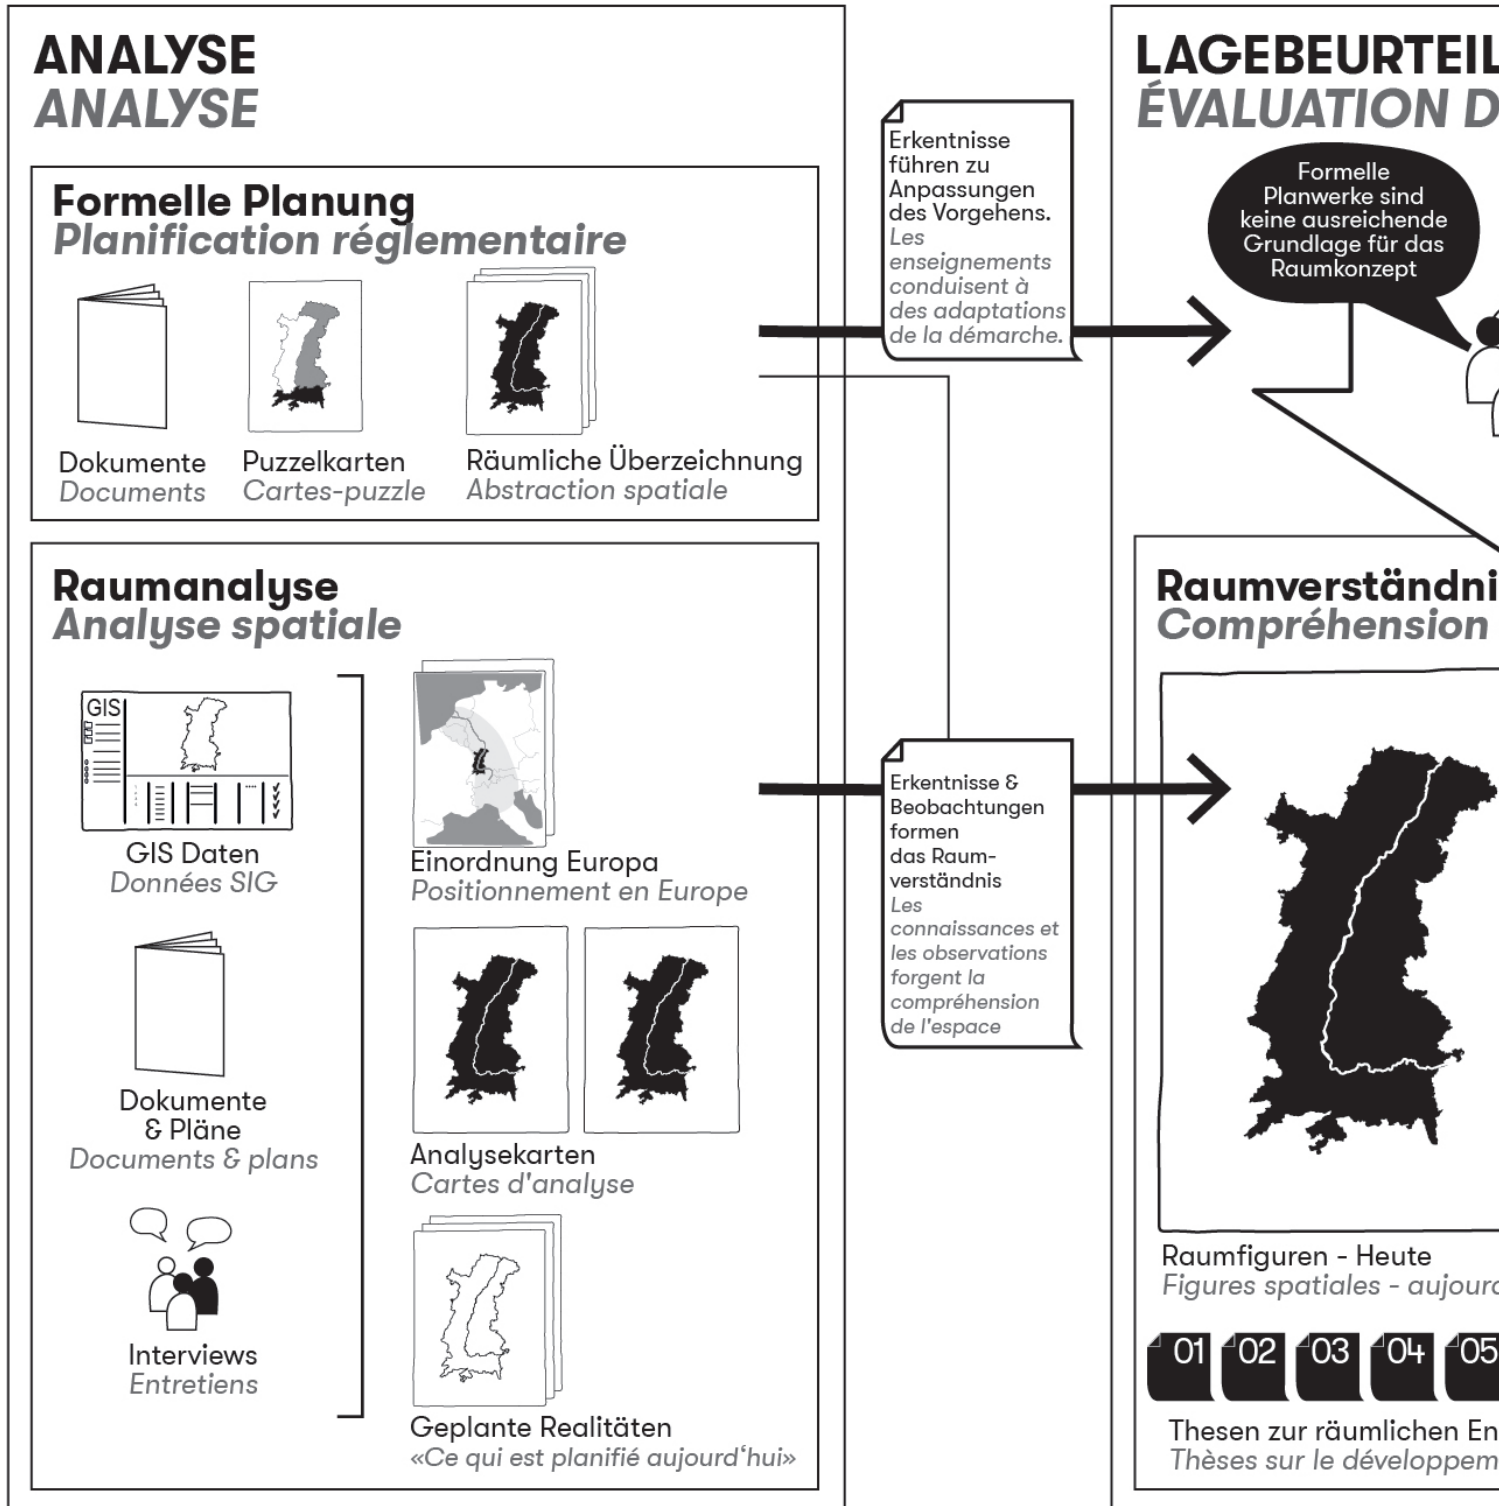 ANALYSE
ANALYSE
Formelle Planung
Planification réglementaire
Dokumente
Documents
Puzzelkarten
Cartes-puzzle
Räumliche Überzeichnung
Abstraction spatiale
Raumanalyse
Analyse spatiale
GIS
GIS Daten
Données SIG
Dokumente
& Pläne
Documents & plans
Interviews
Entretiens
Einordnung Europa
Positionnement en Europe
Analysekarten
Cartes d'analyse
Geplante Realitäten
«Ce qui est planifié aujourd‘hui»
Erkentnisse
führen zu
Anpassungen
des Vorgehens.
Les
enseignements
conduisent à
des adaptations
de la démarche.
Erkentnisse &
Beobachtungen
formen
das Raum-
verständnis
Les
connaissances et
les observations
forgent la
compréhension
de l'espace
LAGEBEURTEIL
ÉVALUATION D
Formelle
Planwerke sind
keine ausreichende
Grundlage für das
Raumkonzept
Raumverständni
Compréhension
Raumfiguren - Heute
Figures spatiales - aujourd
01 02 03 04 05
Thesen zur räumlichen En
Thèses sur le développem